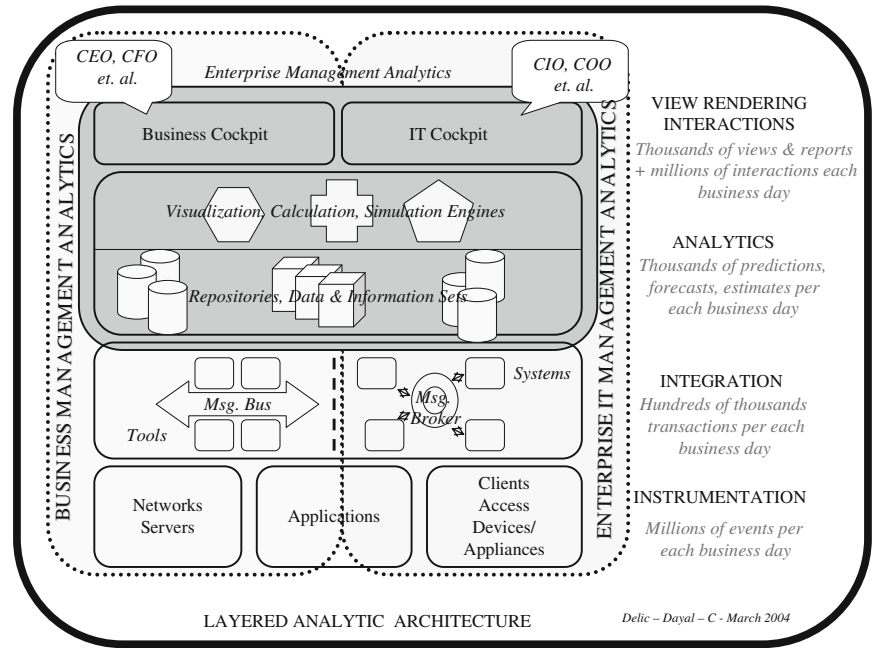 CEO, CFO
et. al.
Enterprise Management Analytics
CIO, COO
et. al.
Business Cockpit
IT Cockpit
Visualization, Calculation, Simulation Engines
Repositories, Data & Information Sets
Msg. Bus
Tools
Msg.
Broker
Systems
Networks
Servers
Applications
Clients
Access
Devices/
Appliances
BUSINESS MANAGEMENT ANALYTICS
ENTERPRISE IT MANAGEMENT ANALYTICS
VIEW RENDERING
INTERACTIONS
Thousands of views & reports
+ millions of interactions each
business day
ANALYTICS
Thousands of predictions,
forecasts, estimates per
each business day
INTEGRATION
Hundreds of thousands
transactions per each
business day
INSTRUMENTATION
Millions of events per
each business day
LAYERED ANALYTIC ARCHITECTURE
Delic – Dayal – C - March 2004